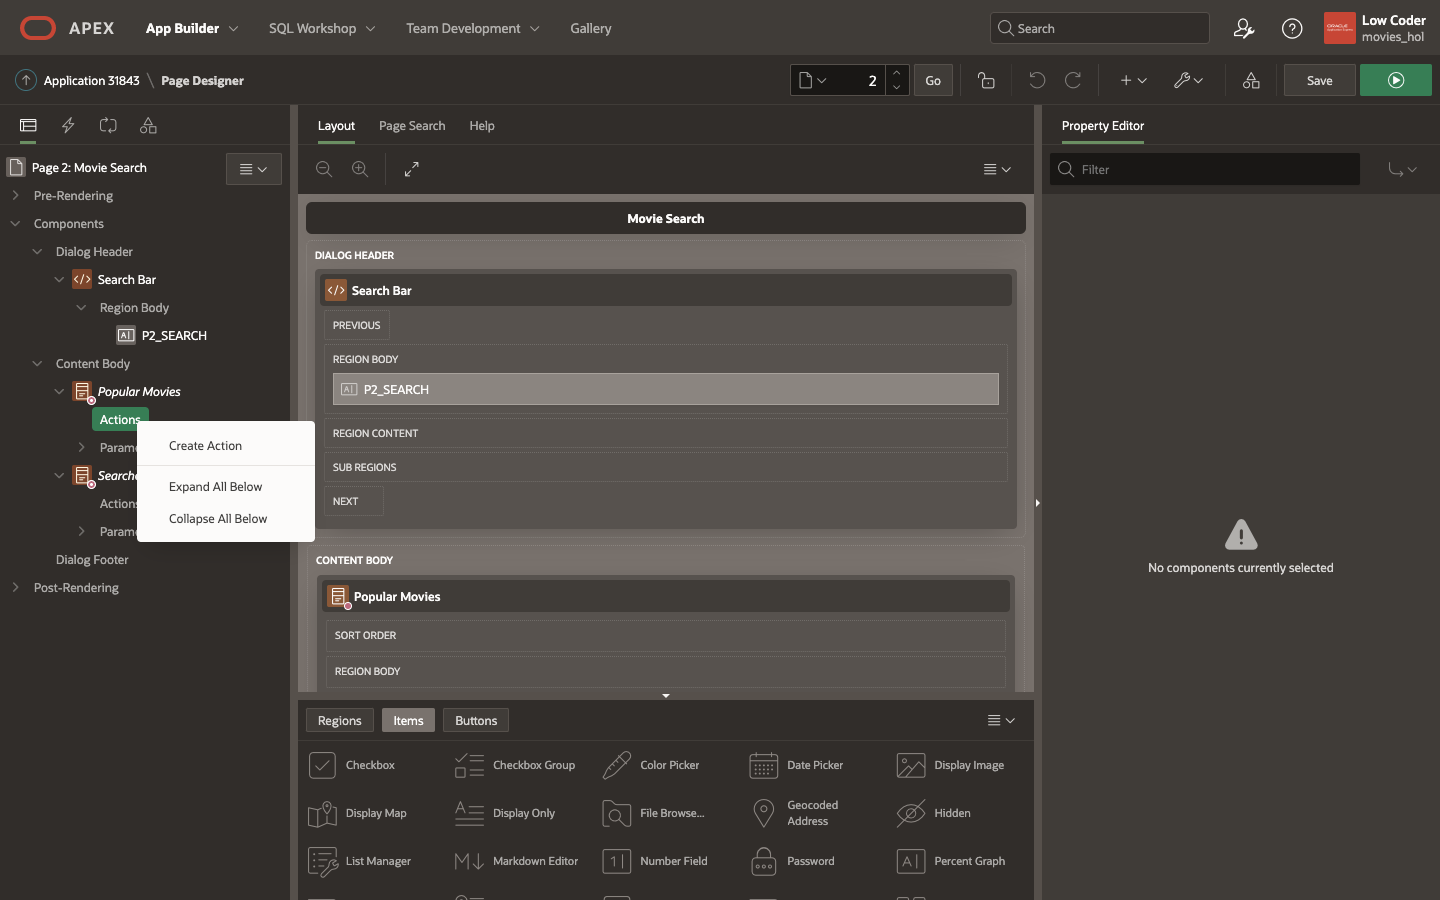 APEX
App Builder
SQL Workshop
Team Development
Gallery
Search
Low Coder
movies_hol
Application 31843 \ Page Designer
2
Go
Save
Page 2: Movie Search
Pre-Rendering
Components
Dialog Header
Search Bar
Region Body
P2_SEARCH
Content Body
Popular Movies
Actions
Create Action
Expand All Below
Collapse All Below
Actions
Dialog Footer
Post-Rendering
Layout
Page Search
Help
Movie Search
DIALOG HEADER
Search Bar
PREVIOUS
REGION BODY
P2_SEARCH
REGION CONTENT
SUB REGIONS
NEXT
CONTENT BODY
Popular Movies
SORT ORDER
REGION BODY
Regions
Items
Buttons
Checkbox
Checkbox Group
Color Picker
Date Picker
Display Image
Display Map
Display Only
File Browse...
Geocoded
Address
Hidden
List Manager
Markdown Editor
Number Field
Password
Percent Graph
Property Editor
Filter
No components currently selected